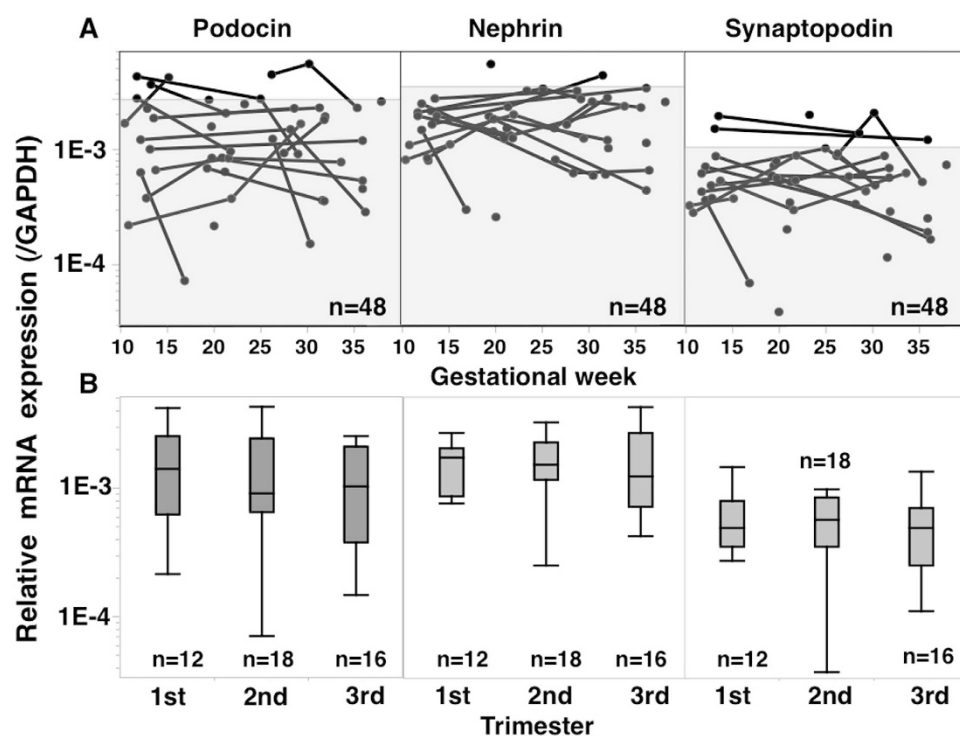 A Podocin Nephrin Synaptopodin
Relative mRNA expression (/GAPDH)
1E-3
1E-4
n=48 n=48 n=48
10 15 20 25 30 35 10 15 20 25 30 35 10 15 20 25 30 35
Gestational week
B
1E-3
1E-4
n=18
n=12 n=18 n=16 n=12 n=18 n=16 n=12 n=16
1st 2nd 3rd 1st 2nd 3rd 1st 2nd 3rd
Trimester